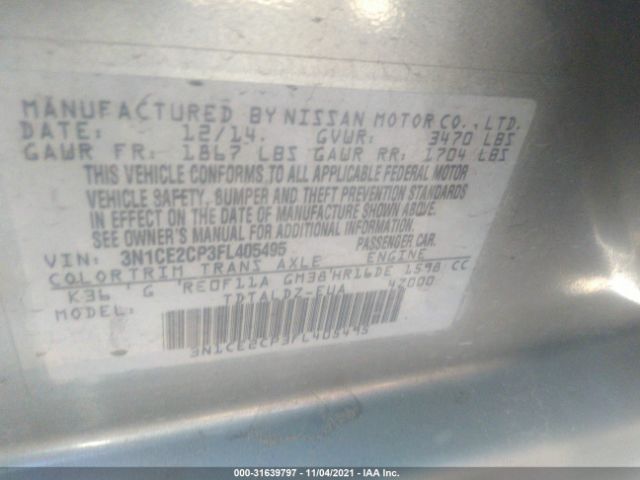 MANUFACTURED BY NISSAN MOTOR CO., LTD.
DATE: 12/14. GVWR: 3470 LBS
GAWR FR: 1867 LBS GAWR RR: 1704 LBS
THIS VEHICLE CONFORMS TO ALL APPLICABLE FEDERAL MOTOR
VEHICLE SAFETY, BUMPER AND THEFT PREVENTION STANDARDS
IN EFFECT ON THE DATE OF MANUFACTURE SHOWN ABOVE.
SEE OWNER'S MANUAL FOR ADDITIONAL INFORMATION.
VIN: 3N1CE2CP3FL405495 PASSENGER CAR.
COLOR TRIM TRANS AXLE ENGINE
K36 G RE0F11A GM38 HR16DE 1598 CC
MODEL: TDTALDZ-EUA 4Z000
3N1CE2CP3FL405495
000-31639797 - 11/04/2021 - IAA Inc.